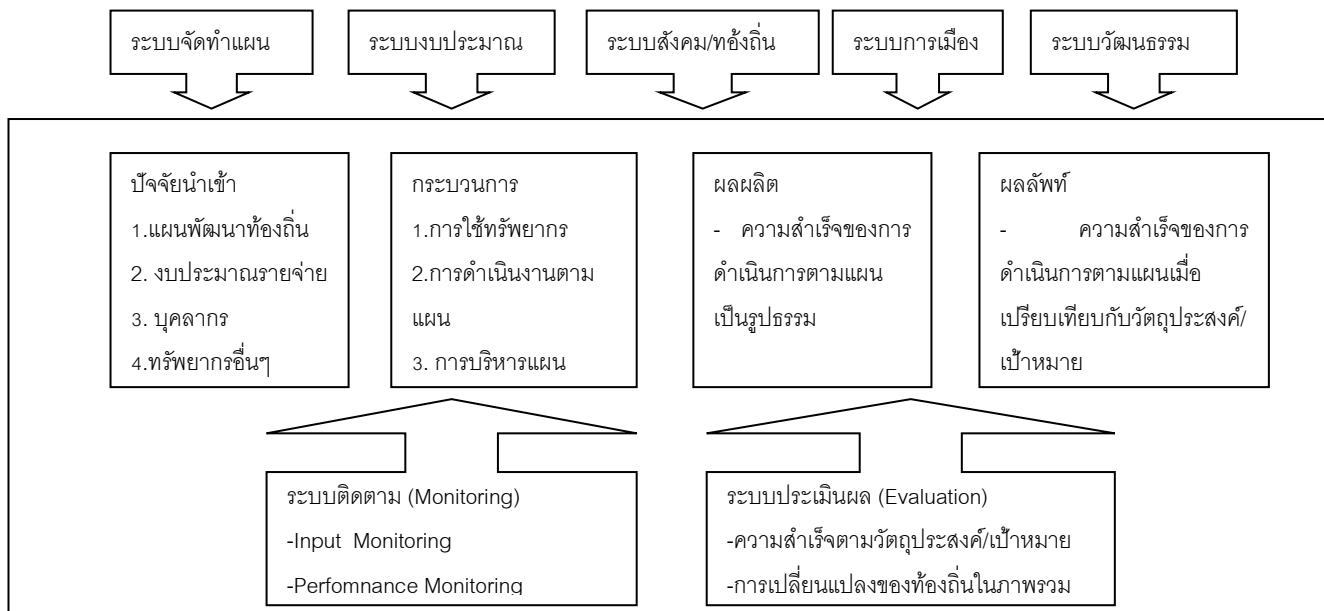 ระบบจัดทำแผน
ระบบงบประมาณ
ระบบสังคม/ท้องถิ่น
ระบบการเมือง
ระบบวัฒนธรรม
ปัจจัยนำเข้า
1.แผนพัฒนาท้องถิ่น
2. งบประมาณรายจ่าย
3. บุคลากร
4.ทรัพยากรอื่นๆ
กระบวนการ
1.การใช้ทรัพยากร
2.การดำเนินงานตาม
แผน
3. การบริหารแผน
ผลผลิต
- ความสำเร็จของการ
ดำเนินการตามแผน
เป็นรูปธรรม
ผลลัพท์
- ความสำเร็จของการ
ดำเนินการตามแผนเมื่อ
เปรียบเทียบกับวัตถุประสงค์/
เป้าหมาย
ระบบติดตาม (Monitoring)
-Input Monitoring
-Perfomnance Monitoring
ระบบประเมินผล (Evaluation)
-ความสำเร็จตามวัตถุประสงค์/เป้าหมาย
-การเปลี่ยนแปลงของท้องถิ่นในภาพรวม